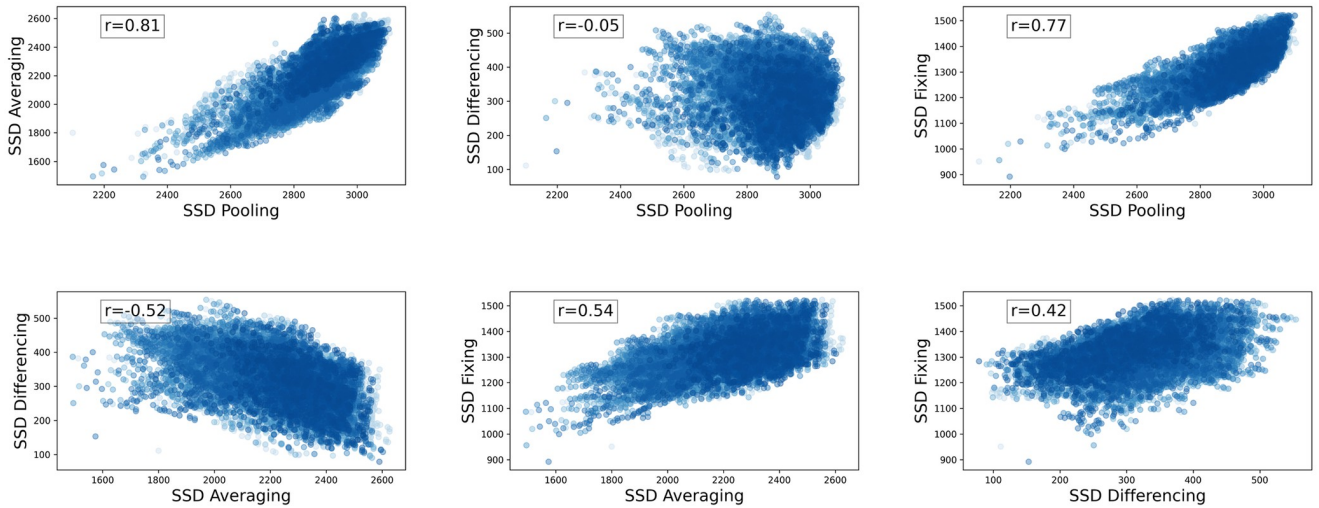 r=0.81
2600
2400
2200
2000
1800
1600
SSD Averaging
2200 2400 2600 2800 3000
SSD Pooling
r=-0.05
500
400
300
200
100
SSD Differencing
2200 2400 2600 2800 3000
SSD Pooling
r=0.77
1500
1400
1300
1200
1100
1000
900
SSD Fixing
2200 2400 2600 2800 3000
SSD Pooling
r=-0.52
500
400
300
200
100
SSD Differencing
1600 1800 2000 2200 2400 2600
SSD Averaging
r=0.54
1500
1400
1300
1200
1100
1000
900
SSD Fixing
1600 1800 2000 2200 2400 2600
SSD Averaging
r=0.42
1500
1400
1300
1200
1100
1000
900
SSD Fixing
100 200 300 400 500
SSD Differencing